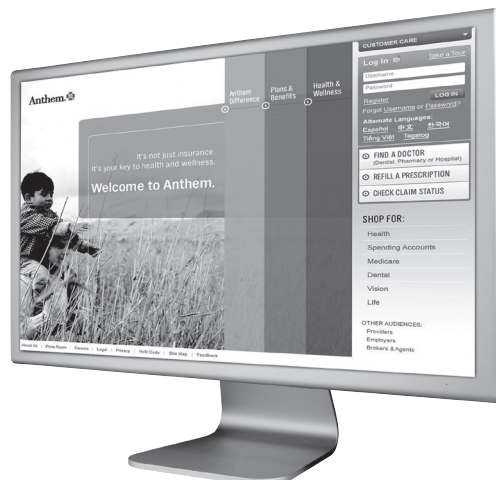 Anthem.
Anthem Difference
Plans & Benefits
Health & Wellness
It's not just insurance.
It's your key to health and wellness.
Welcome to Anthem.
CUSTOMER CARE
Log In
Take a Tour
Username
Password
Register
LOG IN
Forgot Username or Password?
Alternate Languages:
Español 中文 한국어
Tiếng Việt Tagalog
FIND A DOCTOR
(Dentist, Pharmacy or Hospital)
REFILL A PRESCRIPTION
CHECK CLAIM STATUS
SHOP FOR:
Health
Spending Accounts
Medicare
Dental
Vision
Life
OTHER AUDIENCES:
Providers
Employers
Brokers & Agents
About Us | Press Room | Careers | Legal | Privacy | HoNI Code | Site Map | Feedback